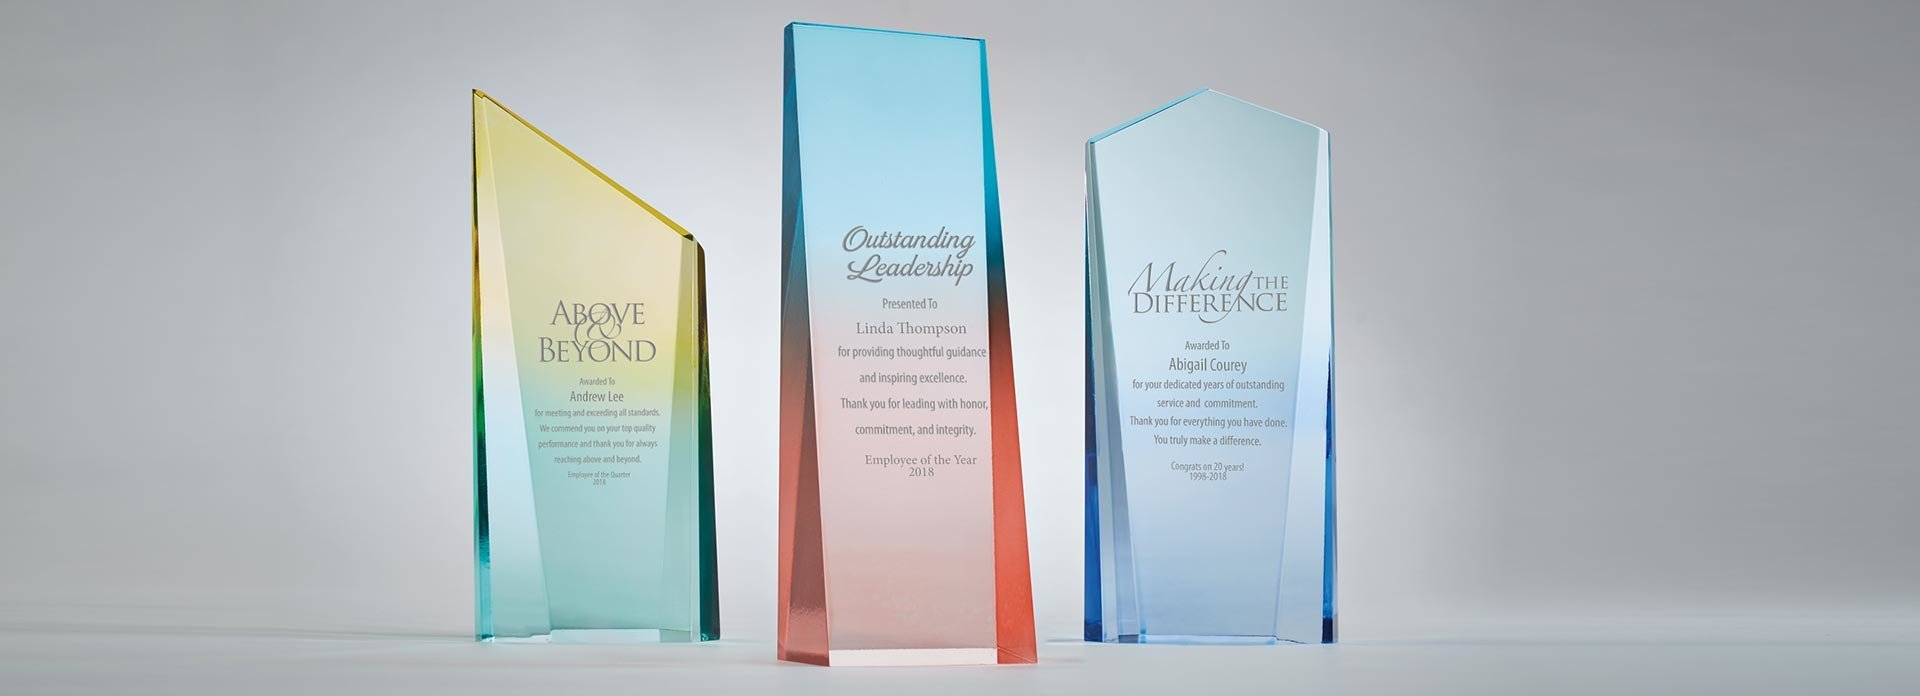 ABOVE
&
BEYOND
Awarded To
Andrew Lee
for meeting and exceeding all standards.
We commend you on your top quality
performance and thank you for always
reaching above and beyond.
Employee of the Quarter
2018
Outstanding
Leadership
Presented To
Linda Thompson
for providing thoughtful guidance
and inspiring excellence.
Thank you for leading with honor,
commitment, and integrity.
Employee of the Year
2018
Making THE
DIFFERENCE
Awarded To
Abigail Courey
for your dedicated years of outstanding
service and commitment.
Thank you for everything you have done.
You truly make a difference.
Congrats on 20 years!
1998-2018